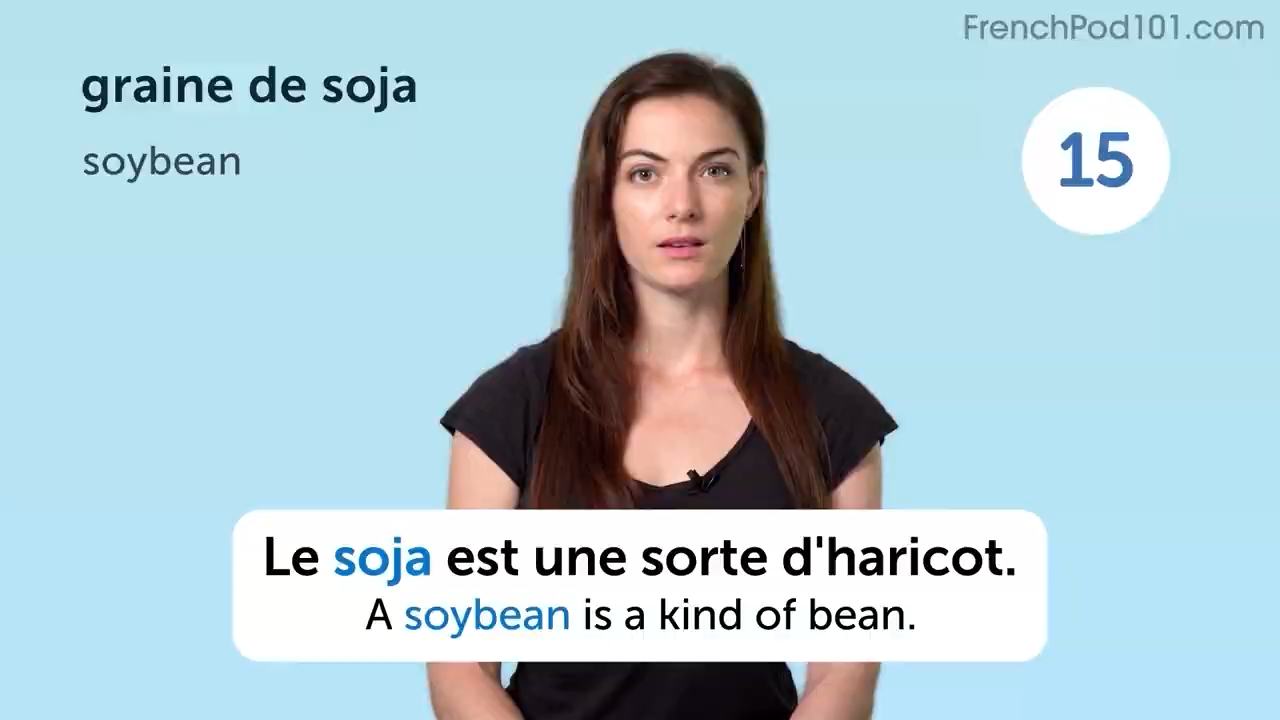 FrenchPod101.com
graine de soja
soybean
15
Le soja est une sorte d'haricot.
A soybean is a kind of bean.